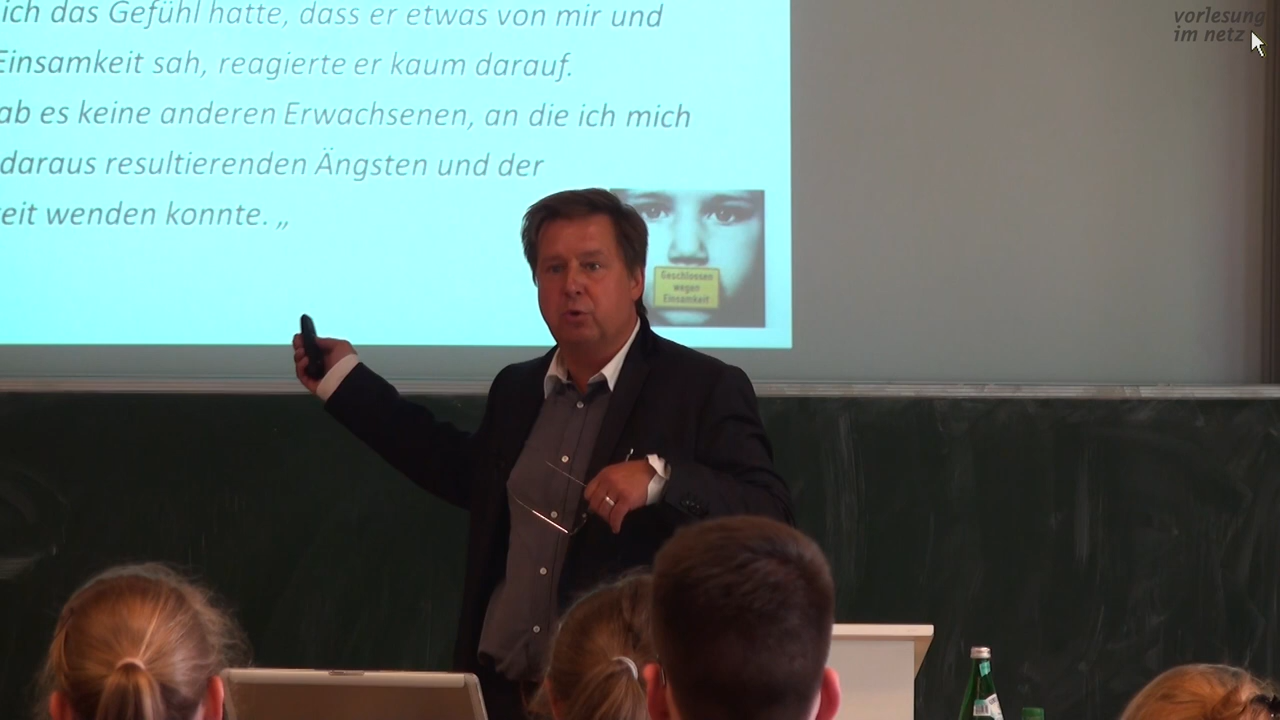 ich das Gefühl hatte, dass er etwas von mir und
Einsamkeit sah, reagierte er kaum darauf.
ab es keine anderen Erwachsenen, an die ich mich
daraus resultierenden Ängsten und der
eit wenden konnte. „
Geschlossen
wegen
Einsamkeit
vorlesung
im netz